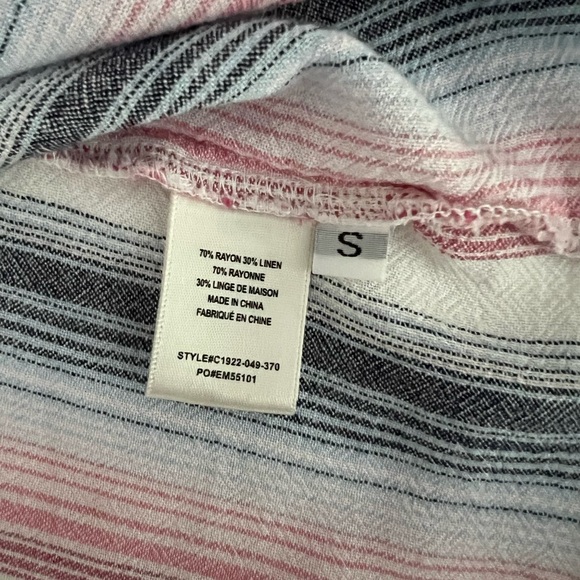 70% RAYON 30% LINEN
70% RAYONNE
30% LINGE DE MAISON
MADE IN CHINA
FABRIQUÉ EN CHINE
STYLE#C1922-049-370
PO#EM55101
S